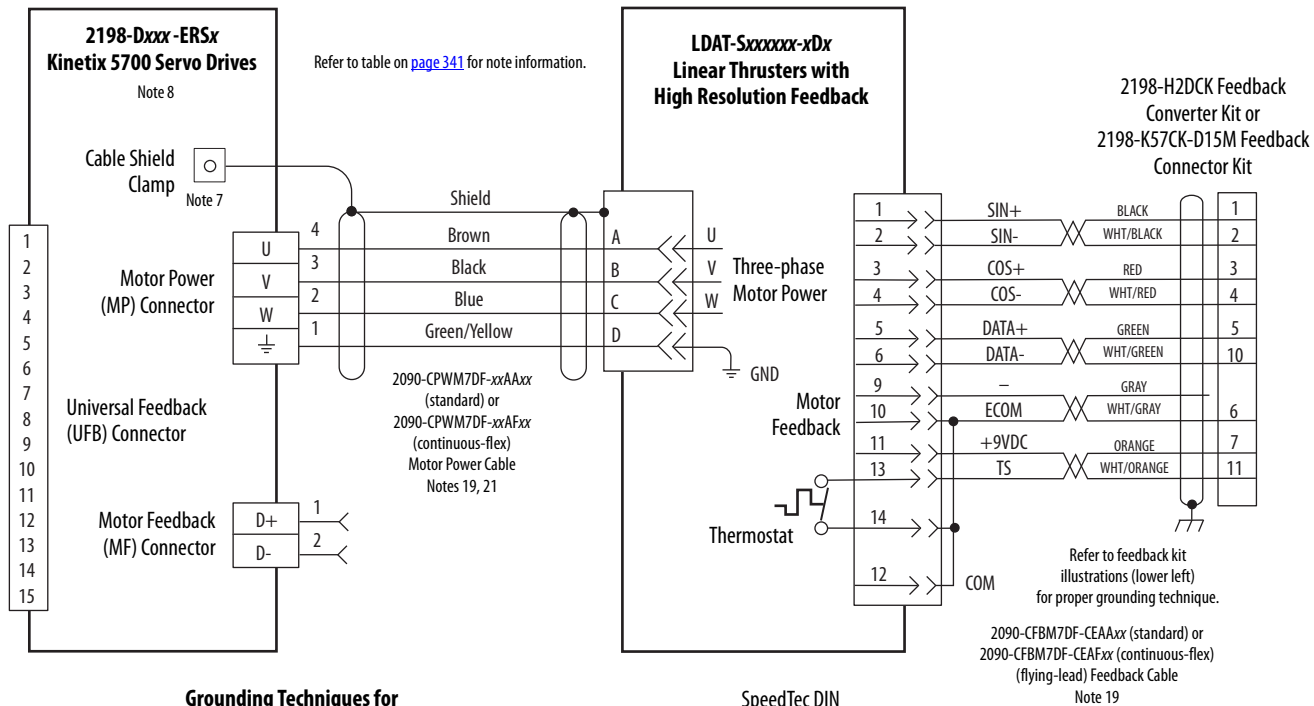 2198-Dxxx -ERSx
Kinetix 5700 Servo Drives
Note 8
Refer to table on page 341 for note information.
LDAT-Sxxxxxx-xDx
Linear Thrusters with
High Resolution Feedback
2198-H2DCK Feedback
Converter Kit or
2198-K57CK-D15M Feedback
Connector Kit
Cable Shield
Clamp
Note 7
1
2
3
4
5
6
7
8
9
10
11
12
13
14
15
Motor Power
(MP) Connector
U
V
W
4
3
2
1
Shield
Brown
Black
Blue
Green/Yellow
A
B
C
D
U
V
W
Three-phase
Motor Power
GND
2090-CPWM7DF-xxAAxx
(standard) or
2090-CPWM7DF-xxAFxx
(continuous-flex)
Motor Power Cable
Notes 19, 21
Universal Feedback
(UFB) Connector
Motor Feedback
(MF) Connector
D+
D-
1
2
Motor
Feedback
Thermostat
1 SIN+ BLACK 1
2 SIN- WHT/BLACK 2
3 COS+ RED 3
4 COS- WHT/RED 4
5 DATA+ GREEN 5
6 DATA- WHT/GREEN 10
9 – GRAY
10 ECOM WHT/GRAY 6
11 +9VDC ORANGE 7
13 TS WHT/ORANGE 11
14
12 COM
Refer to feedback kit
illustrations (lower left)
for proper grounding technique.
2090-CFBM7DF-CEAAxx (standard) or
2090-CFBM7DF-CEAFxx (continuous-flex)
(flying-lead) Feedback Cable
Note 19
Grounding Techniques for
SpeedTec DIN